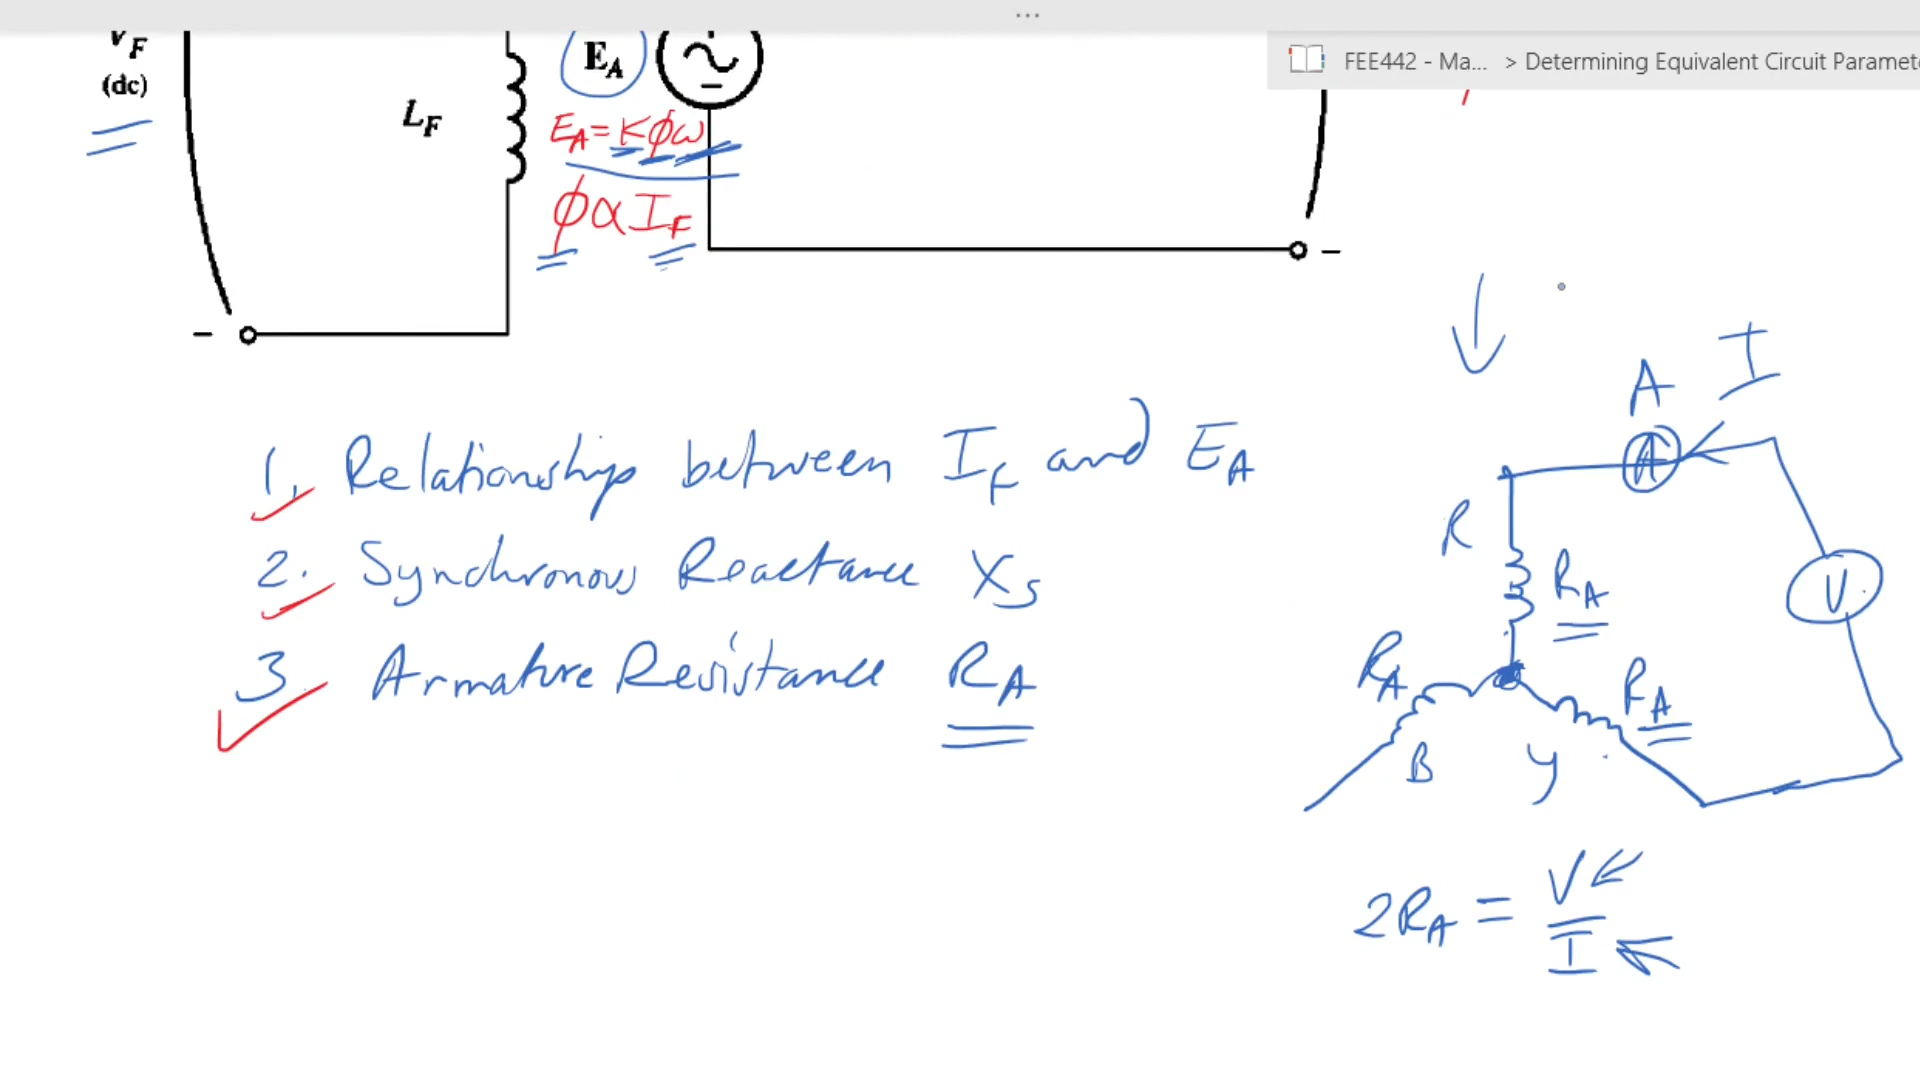 ...
FEE442 - Ma... > Determining Equivalent Circuit Paramet
V_F
(dc)
L_F
E_A
E_A = KφW
φ α I_F
1. Relationship between I_F and E_A
2. Synchronous Reactance X_S
3. Armature Resistance R_A
A
I
A
R
R_A
V
R_A
R_A
B
Y
2R_A = V/I